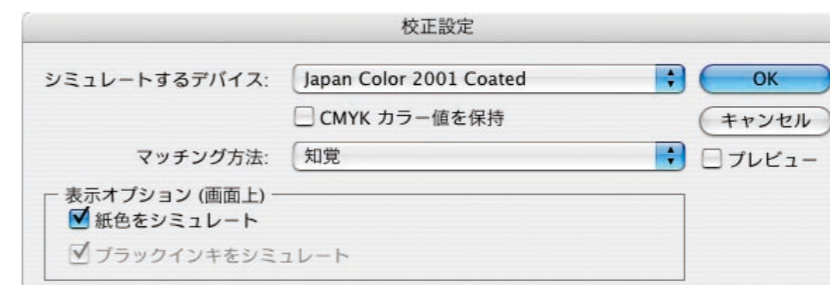 校正設定
シミュレートするデバイス: Japan Color 2001 Coated OK
CMYK カラー値を保持 キャンセル
マッチング方法: 知覚 プレビュー
表示オプション (画面上)
紙色をシミュレート
ブラックインキをシミュレート